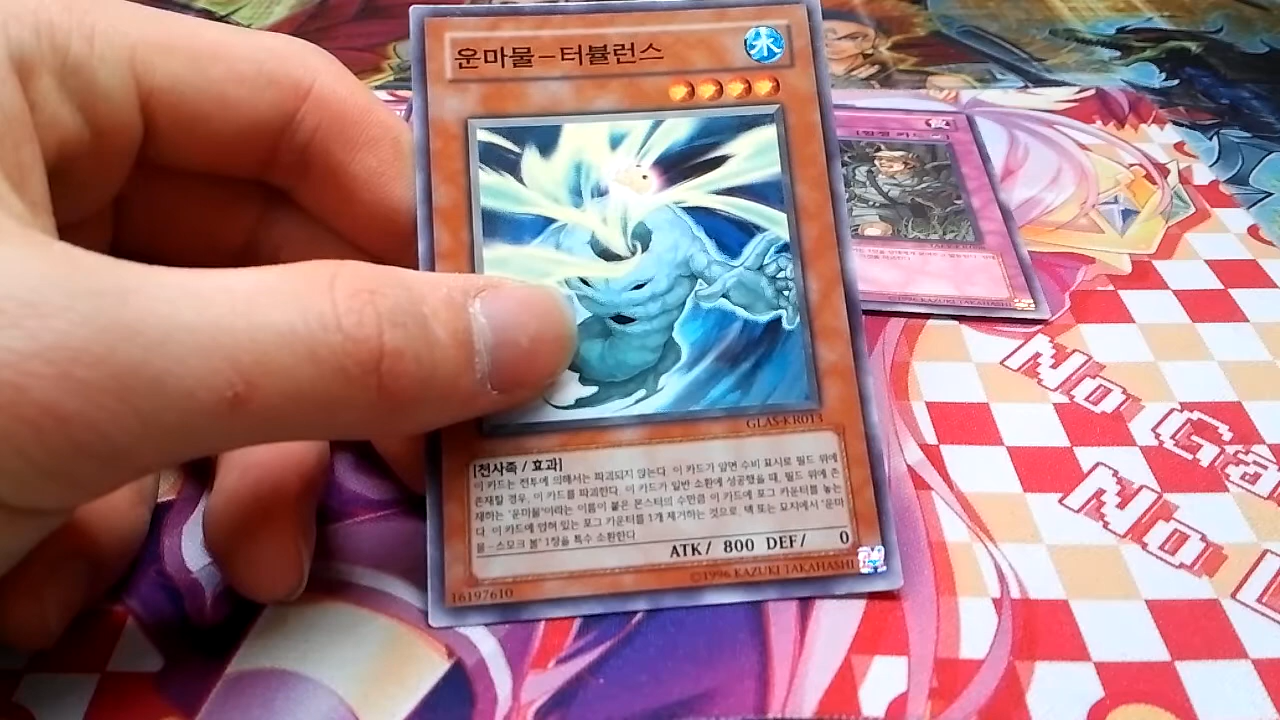 운마물-터뷸런스
水
GLAS-KR013
[천사족 / 효과]
이 카드는 전투에 의해서는 파괴되지 않는다. 이 카드가 앞면 수비 표시로 필드 위에
존재할 경우, 이 카드를 파괴한다. 이 카드가 일반 소환에 성공했을 때, 필드 위에 존
재하는 "운마물"이라는 이름이 붙은 몬스터의 수만큼 이 카드에 포그 카운터를 놓는
다. 이 카드에 얹혀 있는 포그 카운터를 1개 제거하는 것으로, 덱 또는 묘지에서 "운마
물-스모크 볼" 1장을 특수 소환한다.
ATK/ 800 DEF/ 0
©1996 KAZUKI TAKAHASHI
16197610
[함정 카드
©1996 KAZUKI TAKAHASHI
No Ga
No